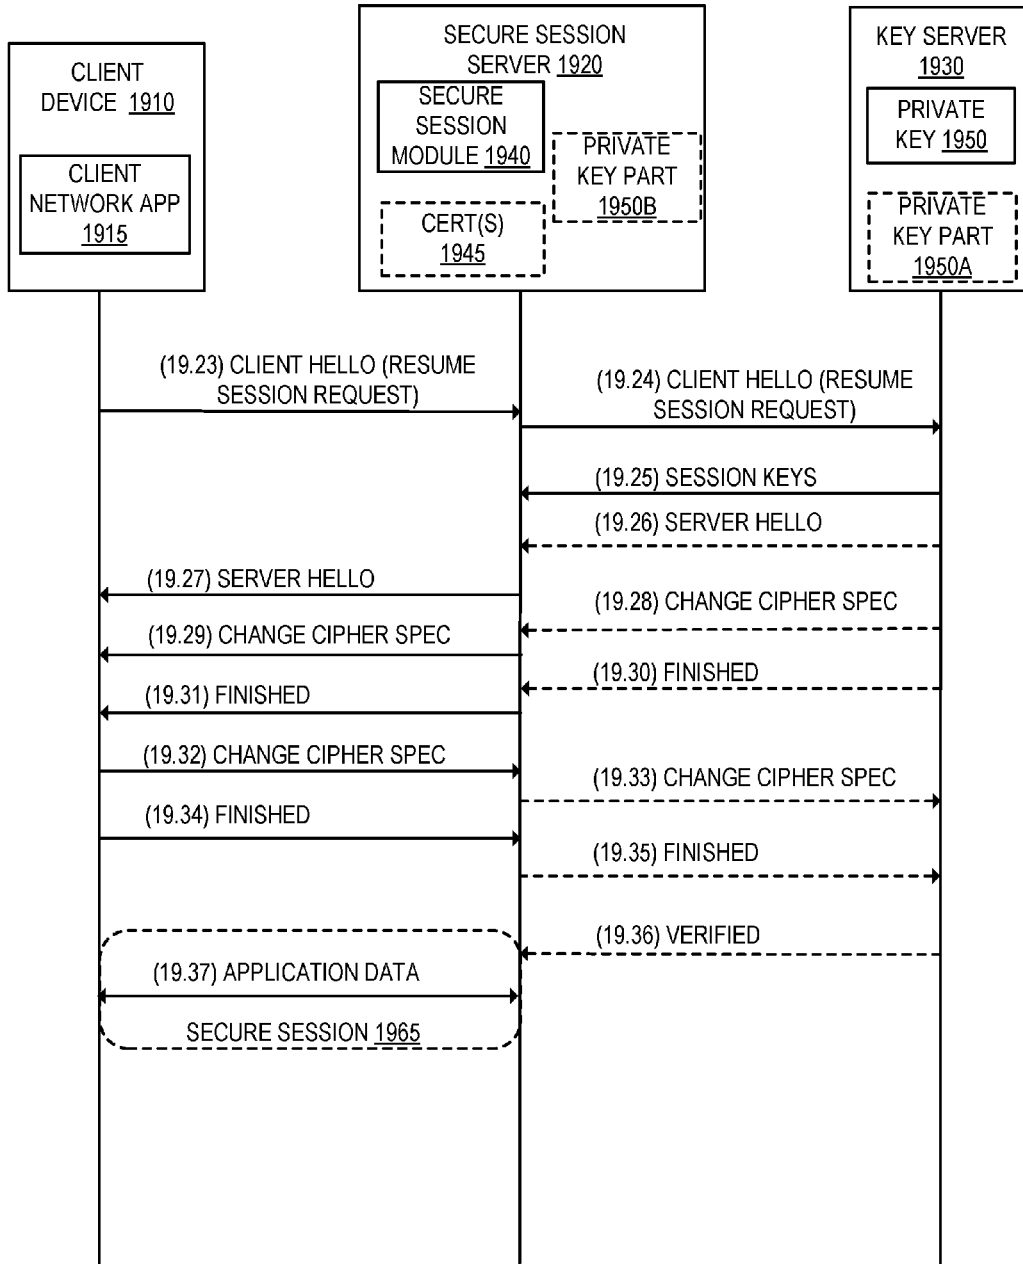 CLIENT
DEVICE 1910
CLIENT
NETWORK APP
1915
SECURE SESSION
SERVER 1920
SECURE
SESSION
MODULE 1940
PRIVATE
KEY PART
1950B
CERT(S)
1945
KEY SERVER
1930
PRIVATE
KEY 1950
PRIVATE
KEY PART
1950A
(19.23) CLIENT HELLO (RESUME
SESSION REQUEST)
(19.24) CLIENT HELLO (RESUME
SESSION REQUEST)
(19.25) SESSION KEYS
(19.26) SERVER HELLO
(19.27) SERVER HELLO
(19.28) CHANGE CIPHER SPEC
(19.29) CHANGE CIPHER SPEC
(19.30) FINISHED
(19.31) FINISHED
(19.32) CHANGE CIPHER SPEC
(19.33) CHANGE CIPHER SPEC
(19.34) FINISHED
(19.35) FINISHED
(19.36) VERIFIED
(19.37) APPLICATION DATA
SECURE SESSION 1965